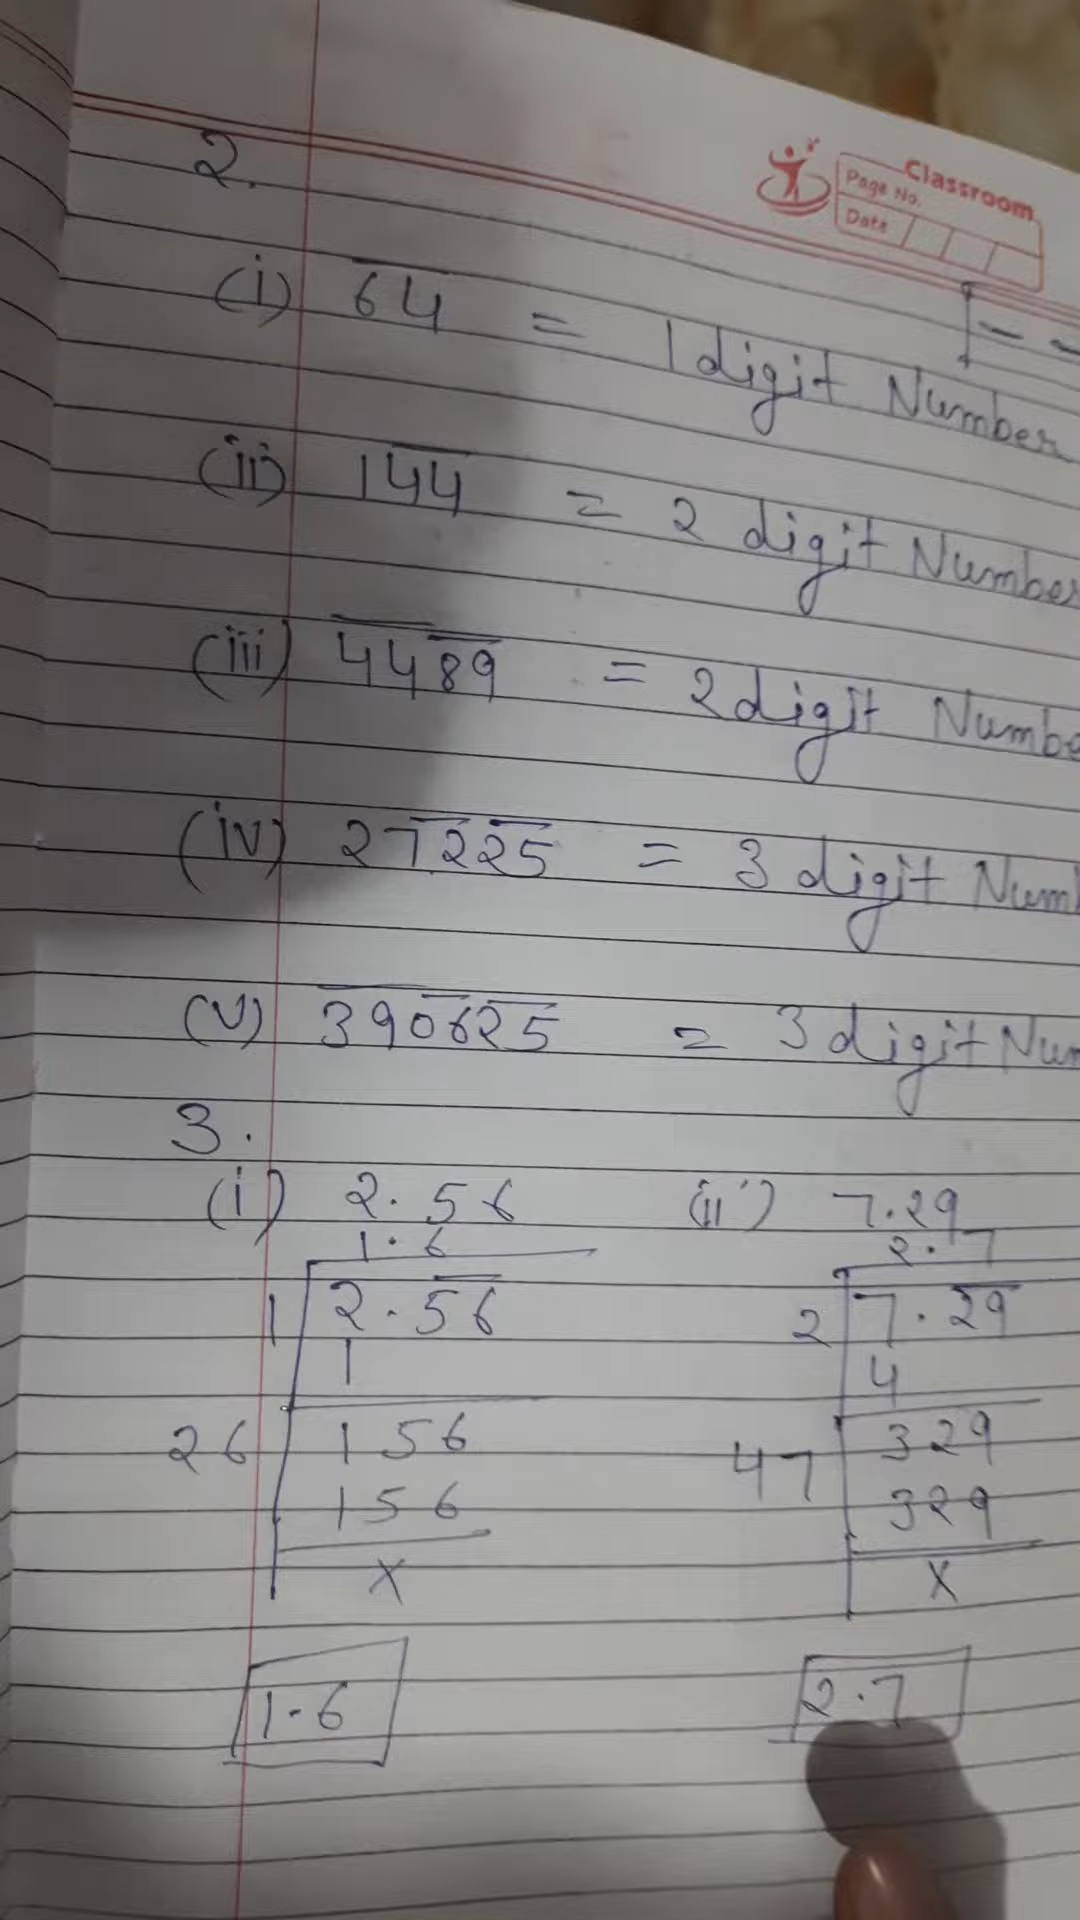 Classroom
Page No.
Date
2.
(i) 64 = 1 digit Number
(ii) 144 = 2 digit Number
(iii) 4489 = 2 digit Numbe
(iv) 27225 = 3 digit Num
(v) 390625 = 3 digit Num
3.
(i) 2.56 (ii) 7.29
1.6 2.7
1 2.56 2 7.29
1 4
26 156 47 329
156 329
x x
1.6 2.7